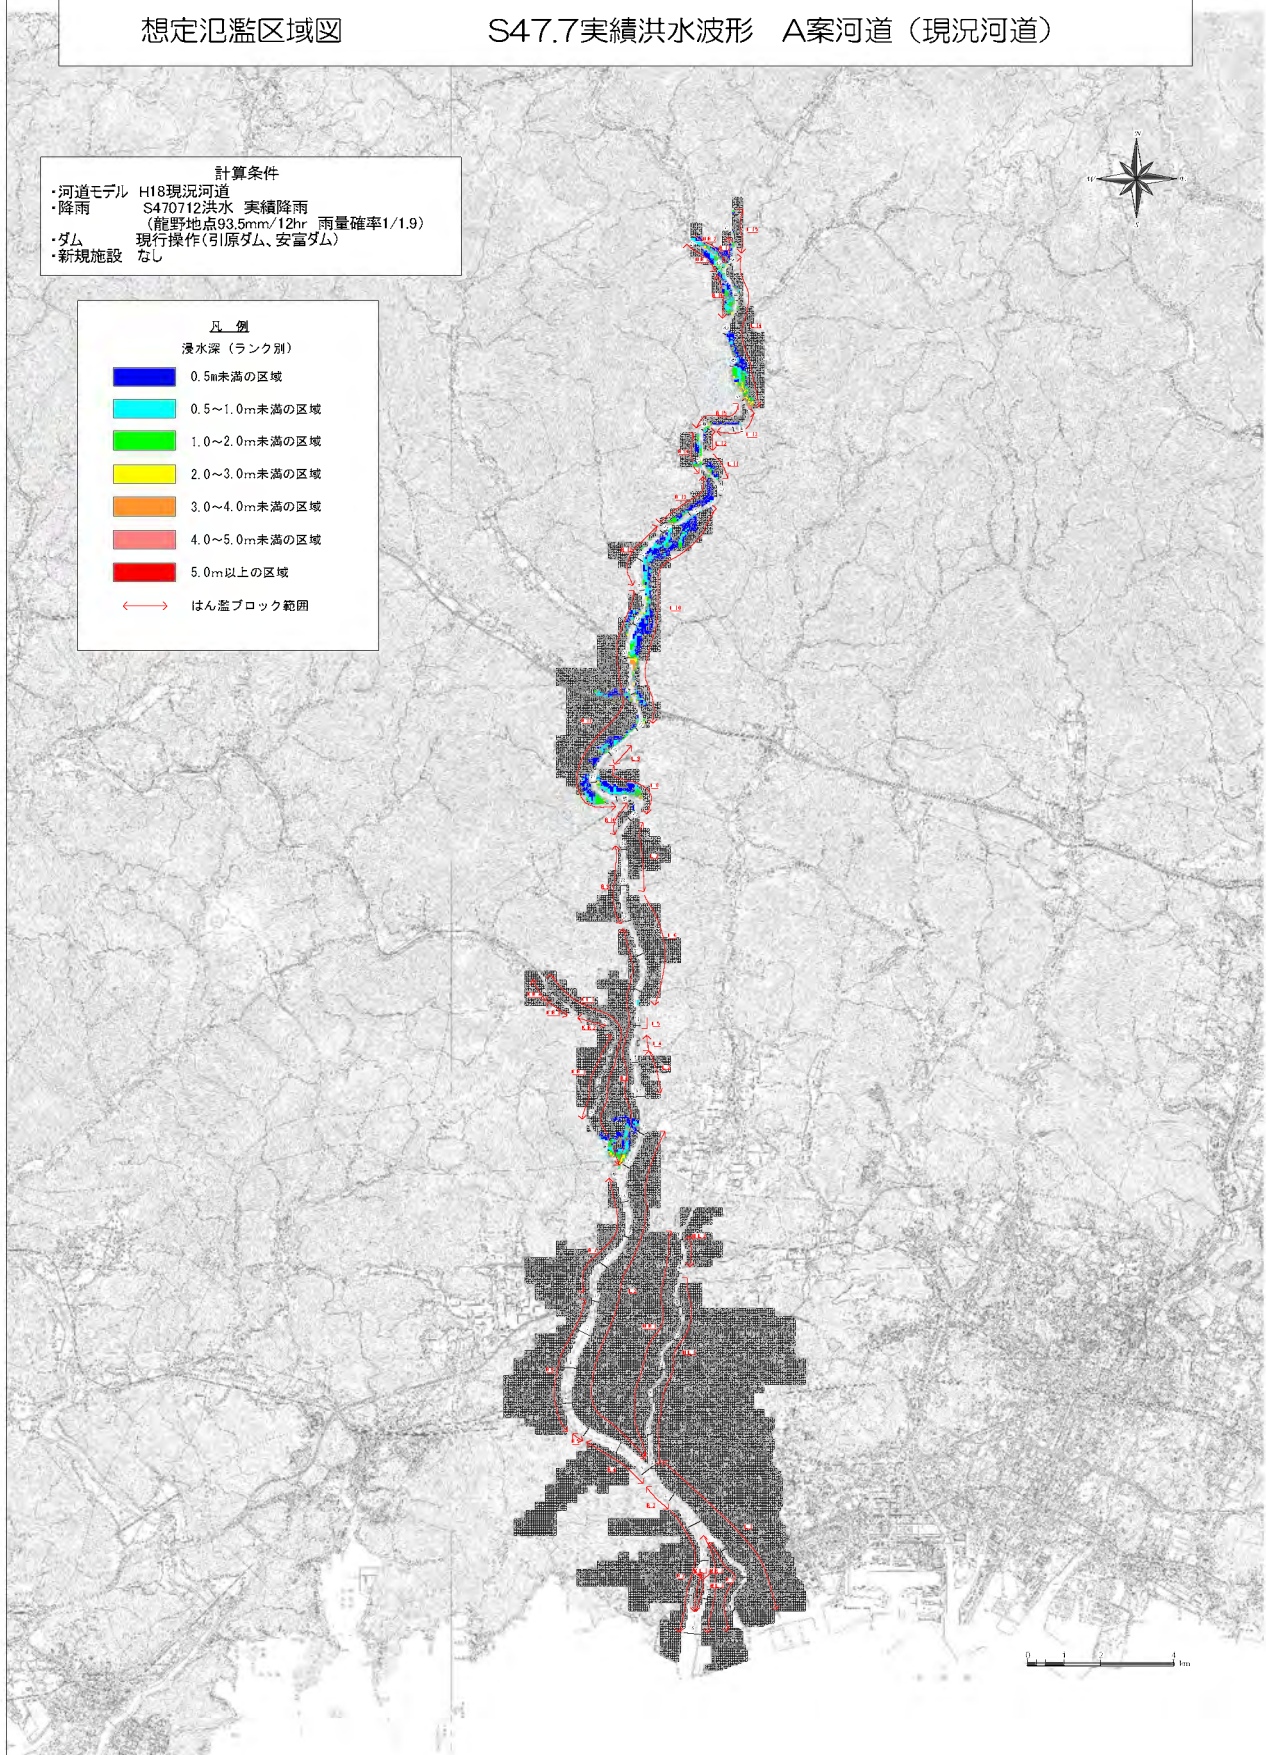 想定氾濫区域図 S47.7実績洪水波形 A案河道（現況河道）
計算条件
・河道モデル H18現況河道
・降雨 S470712洪水 実績降雨
（龍野地点93.5mm/12hr 雨量確率1/1.9）
・ダム 現行操作（引原ダム、安富ダム）
・新規施設 なし
凡 例
浸水深（ランク別）
0.5m未満の区域
0.5～1.0m未満の区域
1.0～2.0m未満の区域
2.0～3.0m未満の区域
3.0～4.0m未満の区域
4.0～5.0m未満の区域
5.0m以上の区域
はん濫ブロック範囲
N
0 1 2 4 km